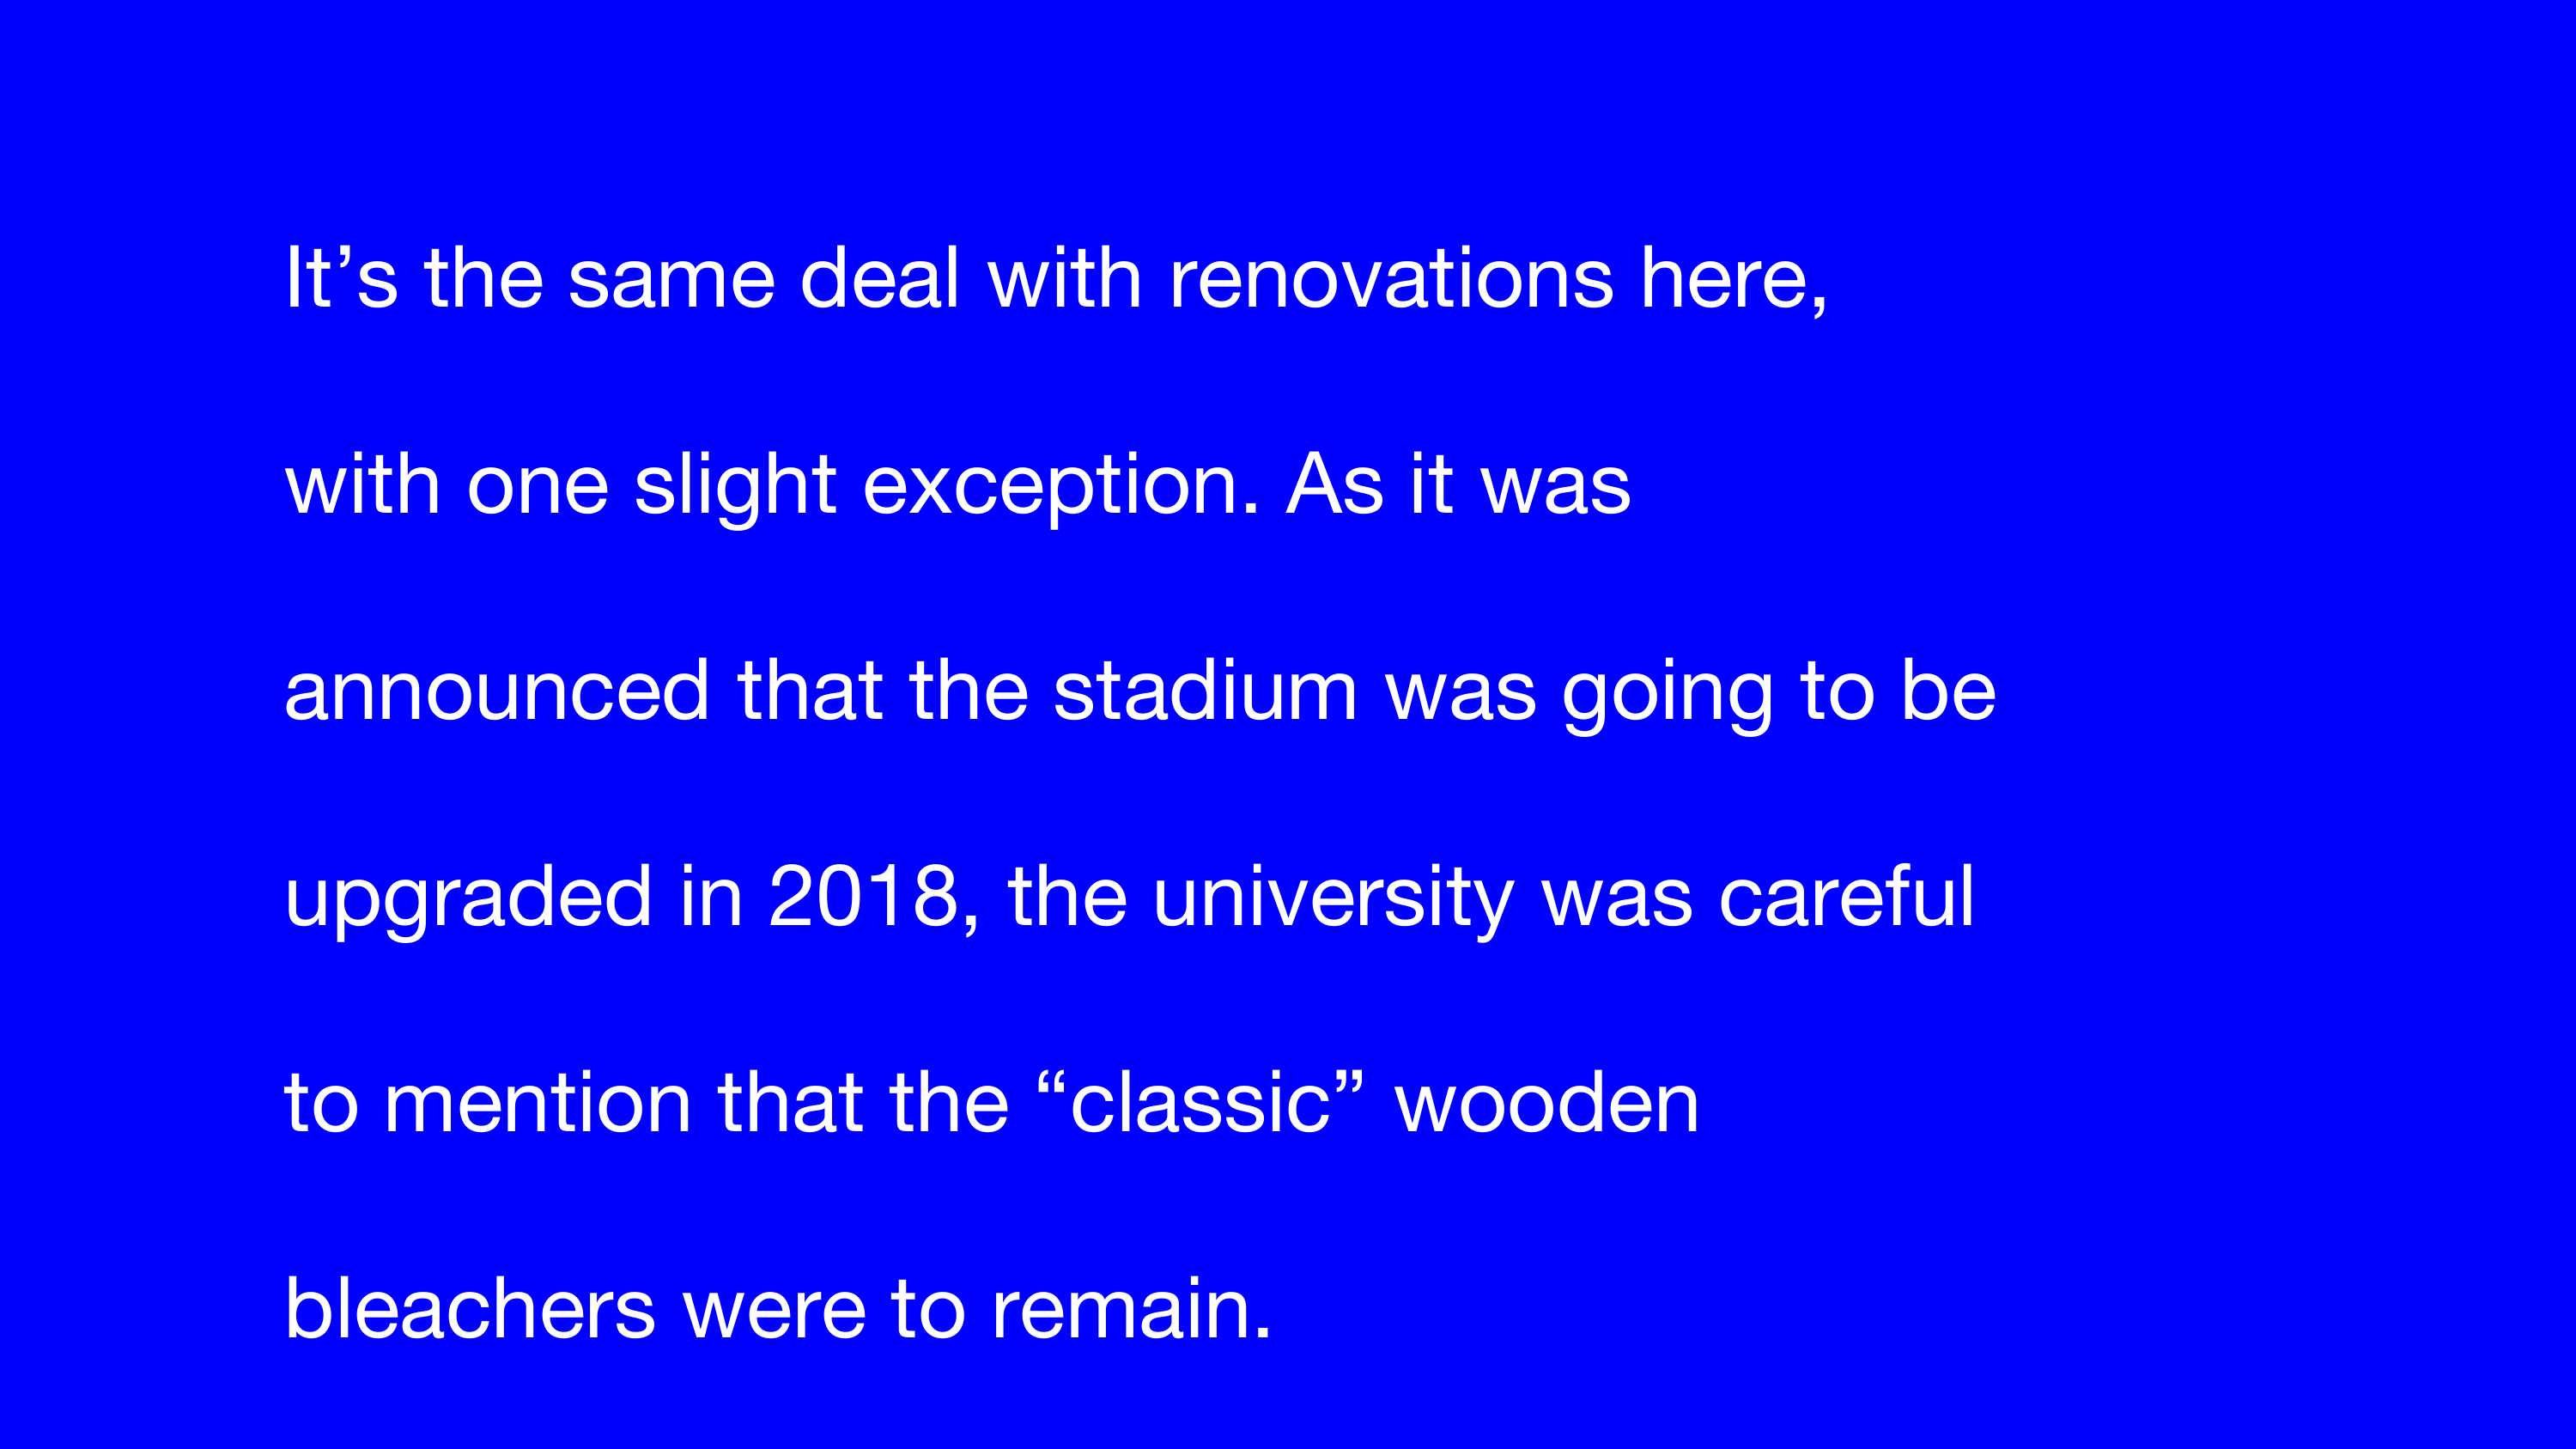 It’s the same deal with renovations here,
with one slight exception. As it was
announced that the stadium was going to be
upgraded in 2018, the university was careful
to mention that the “classic” wooden
bleachers were to remain.